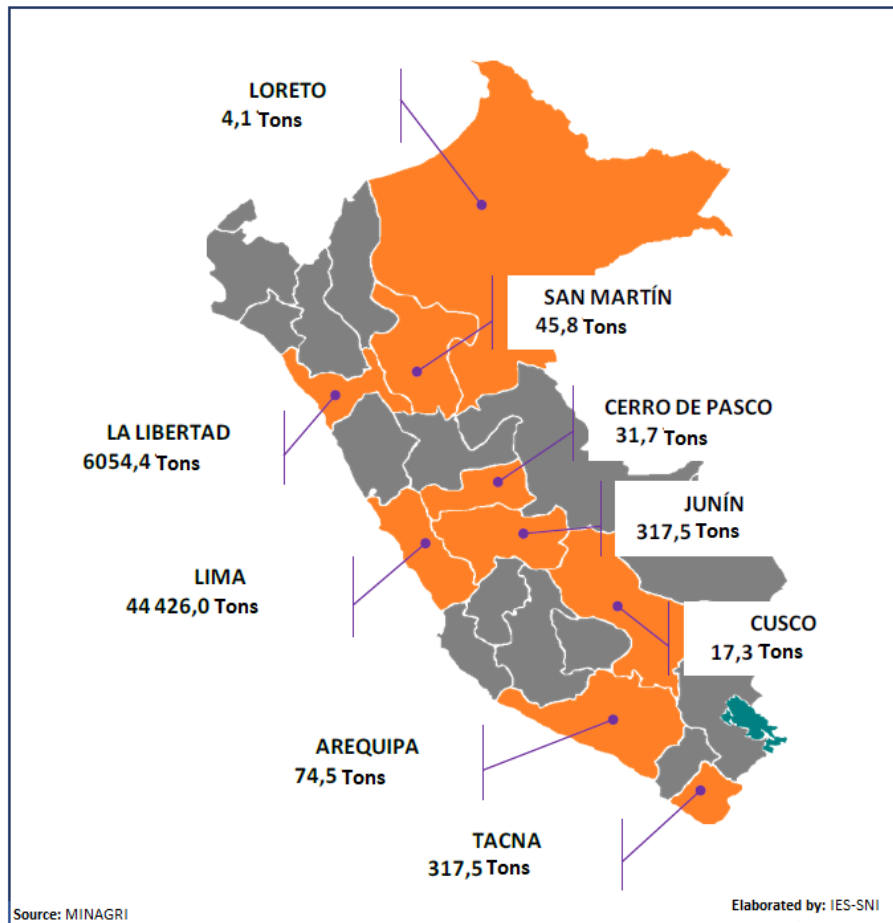 LORETO
4,1 Tons
SAN MARTÍN
45,8 Tons
CERRO DE PASCO
31,7 Tons
LA LIBERTAD
6054,4 Tons
JUNÍN
317,5 Tons
LIMA
44 426,0 Tons
CUSCO
17,3 Tons
AREQUIPA
74,5 Tons
TACNA
317,5 Tons
Source: MINAGRI
Elaborated by: IES-SNI